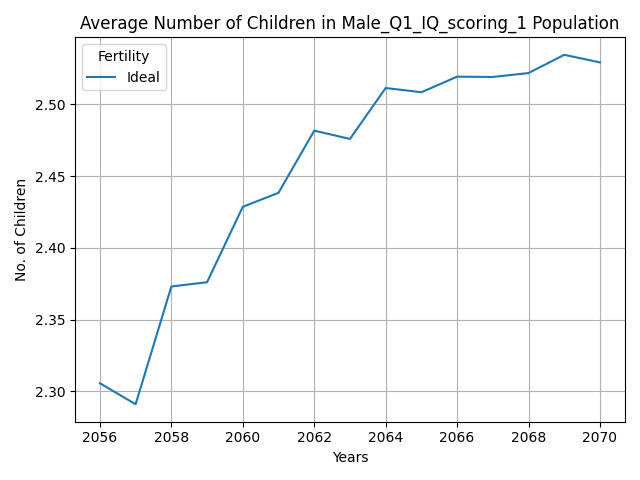 Average Number of Children in Male_Q1_IQ_scoring_1 Population
Fertility
Ideal
No. of Children
2.50
2.45
2.40
2.35
2.30
2056 2058 2060 2062 2064 2066 2068 2070
Years